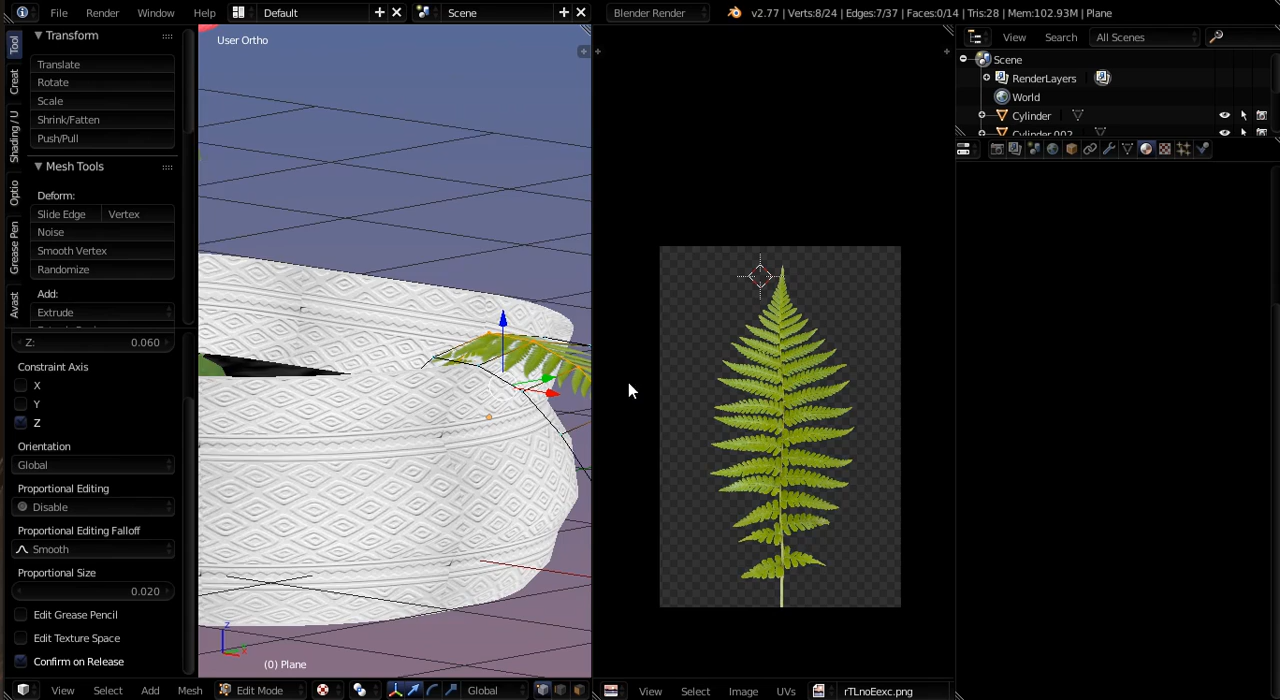 File Render Window Help Default Scene Blender Render v2.77 | Verts:8/24 | Edges:7/37 | Faces:0/14 | Tris:28 | Mem:102.93M | Plane
Tool
Creat
Shading / U
Optio
Grease Pen
Avast
Transform
Translate
Rotate
Scale
Shrink/Fatten
Push/Pull
Mesh Tools
Deform:
Slide Edge Vertex
Noise
Smooth Vertex
Randomize
Add:
Extrude
Z: 0.060
Constraint Axis
X
Y
Z
Orientation
Global
Proportional Editing
Disable
Proportional Editing Falloff
Smooth
Proportional Size
0.020
Edit Grease Pencil
Edit Texture Space
Confirm on Release
User Ortho
z
x
(0) Plane
View Select Add Mesh Edit Mode Global
View Select Image UVs rTLnoEexc.png
View Search All Scenes
Scene
RenderLayers
World
Cylinder
Cylinder.002